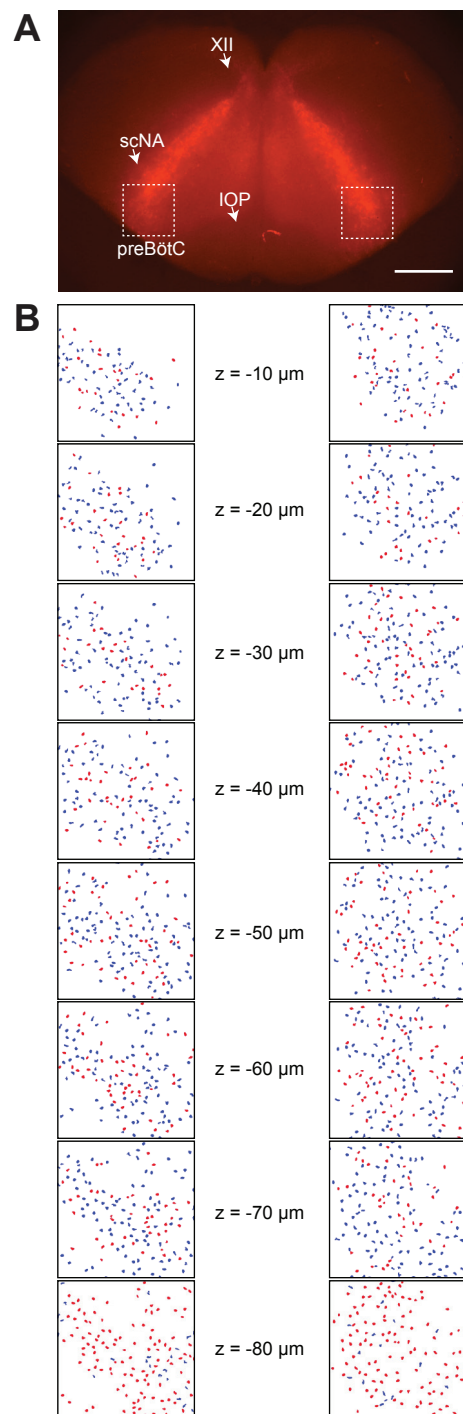 A
XII
scNA
IOP
preBötC
B
z = -10 µm
z = -20 µm
z = -30 µm
z = -40 µm
z = -50 µm
z = -60 µm
z = -70 µm
z = -80 µm